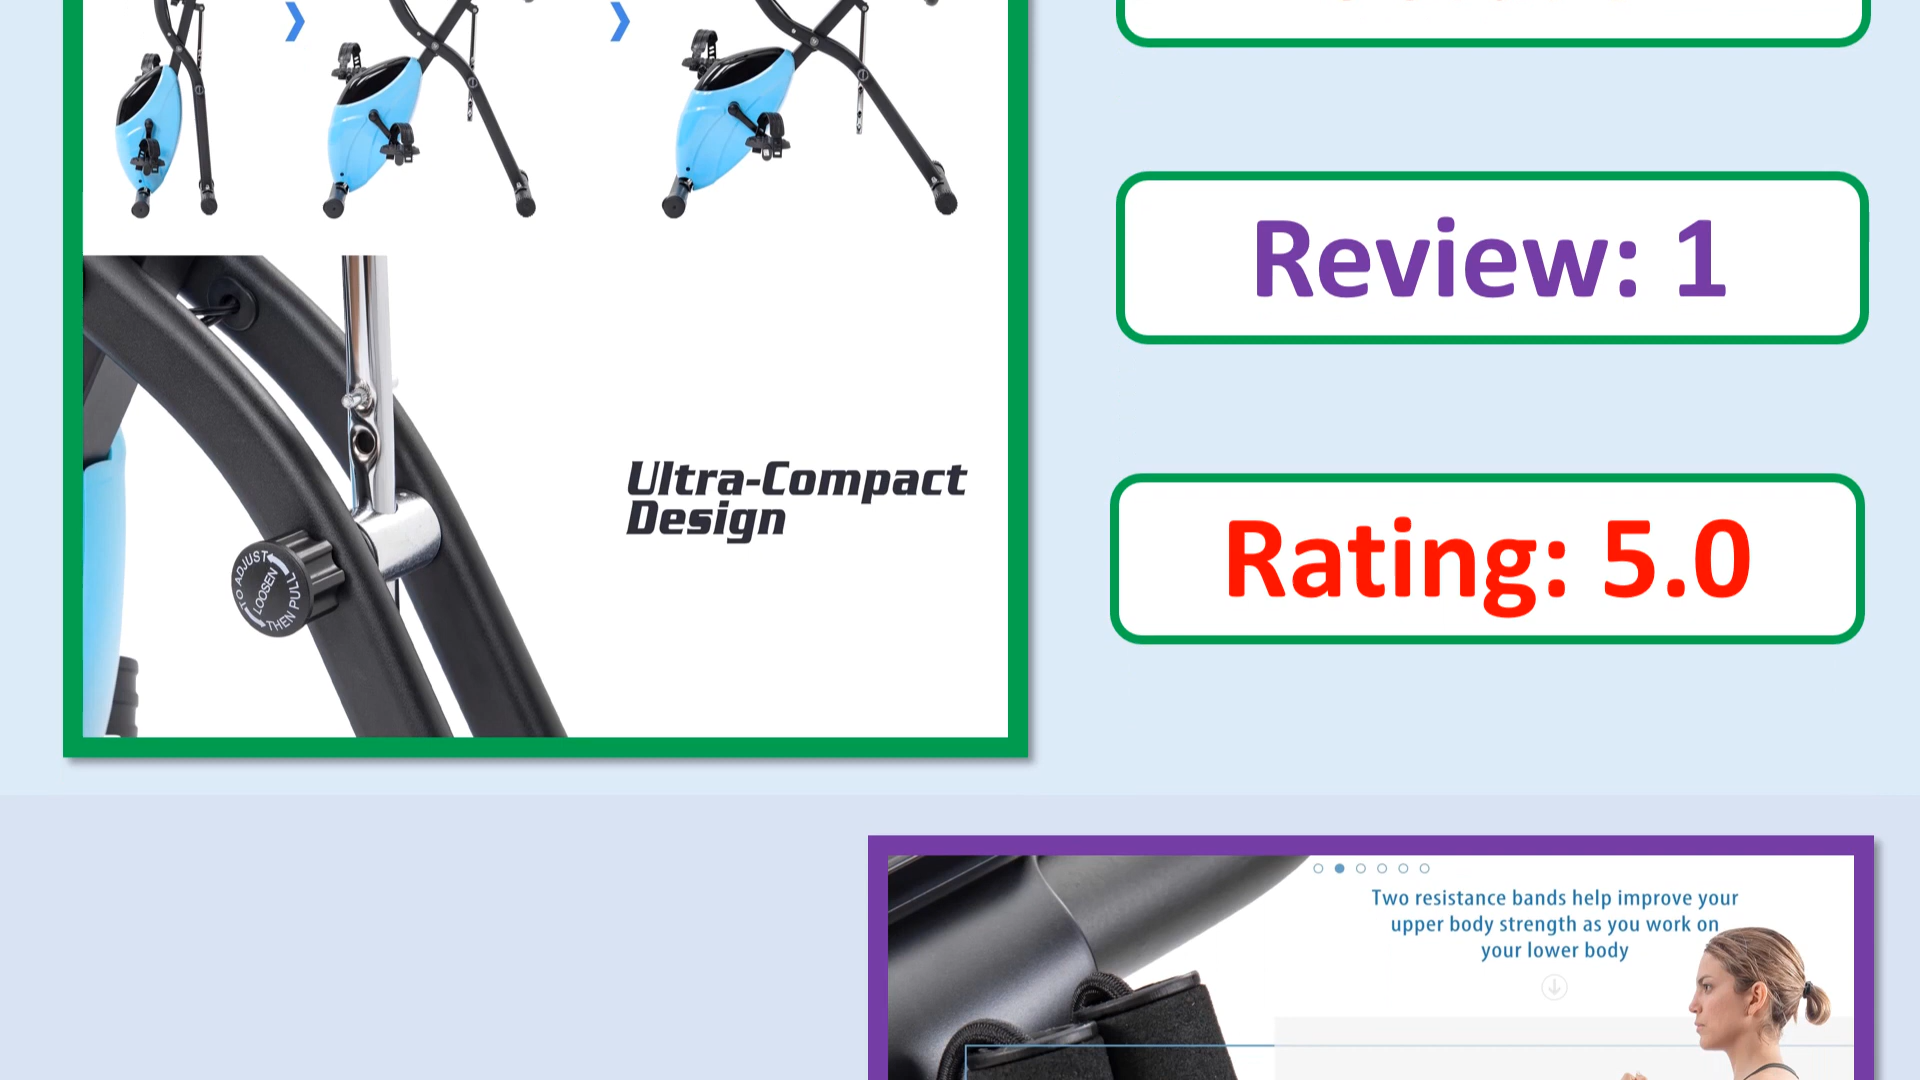 Review: 1
Ultra-Compact
Design
TO ADJUST
LOOSEN
THEN PULL
Rating: 5.0
Two resistance bands help improve your
upper body strength as you work on
your lower body